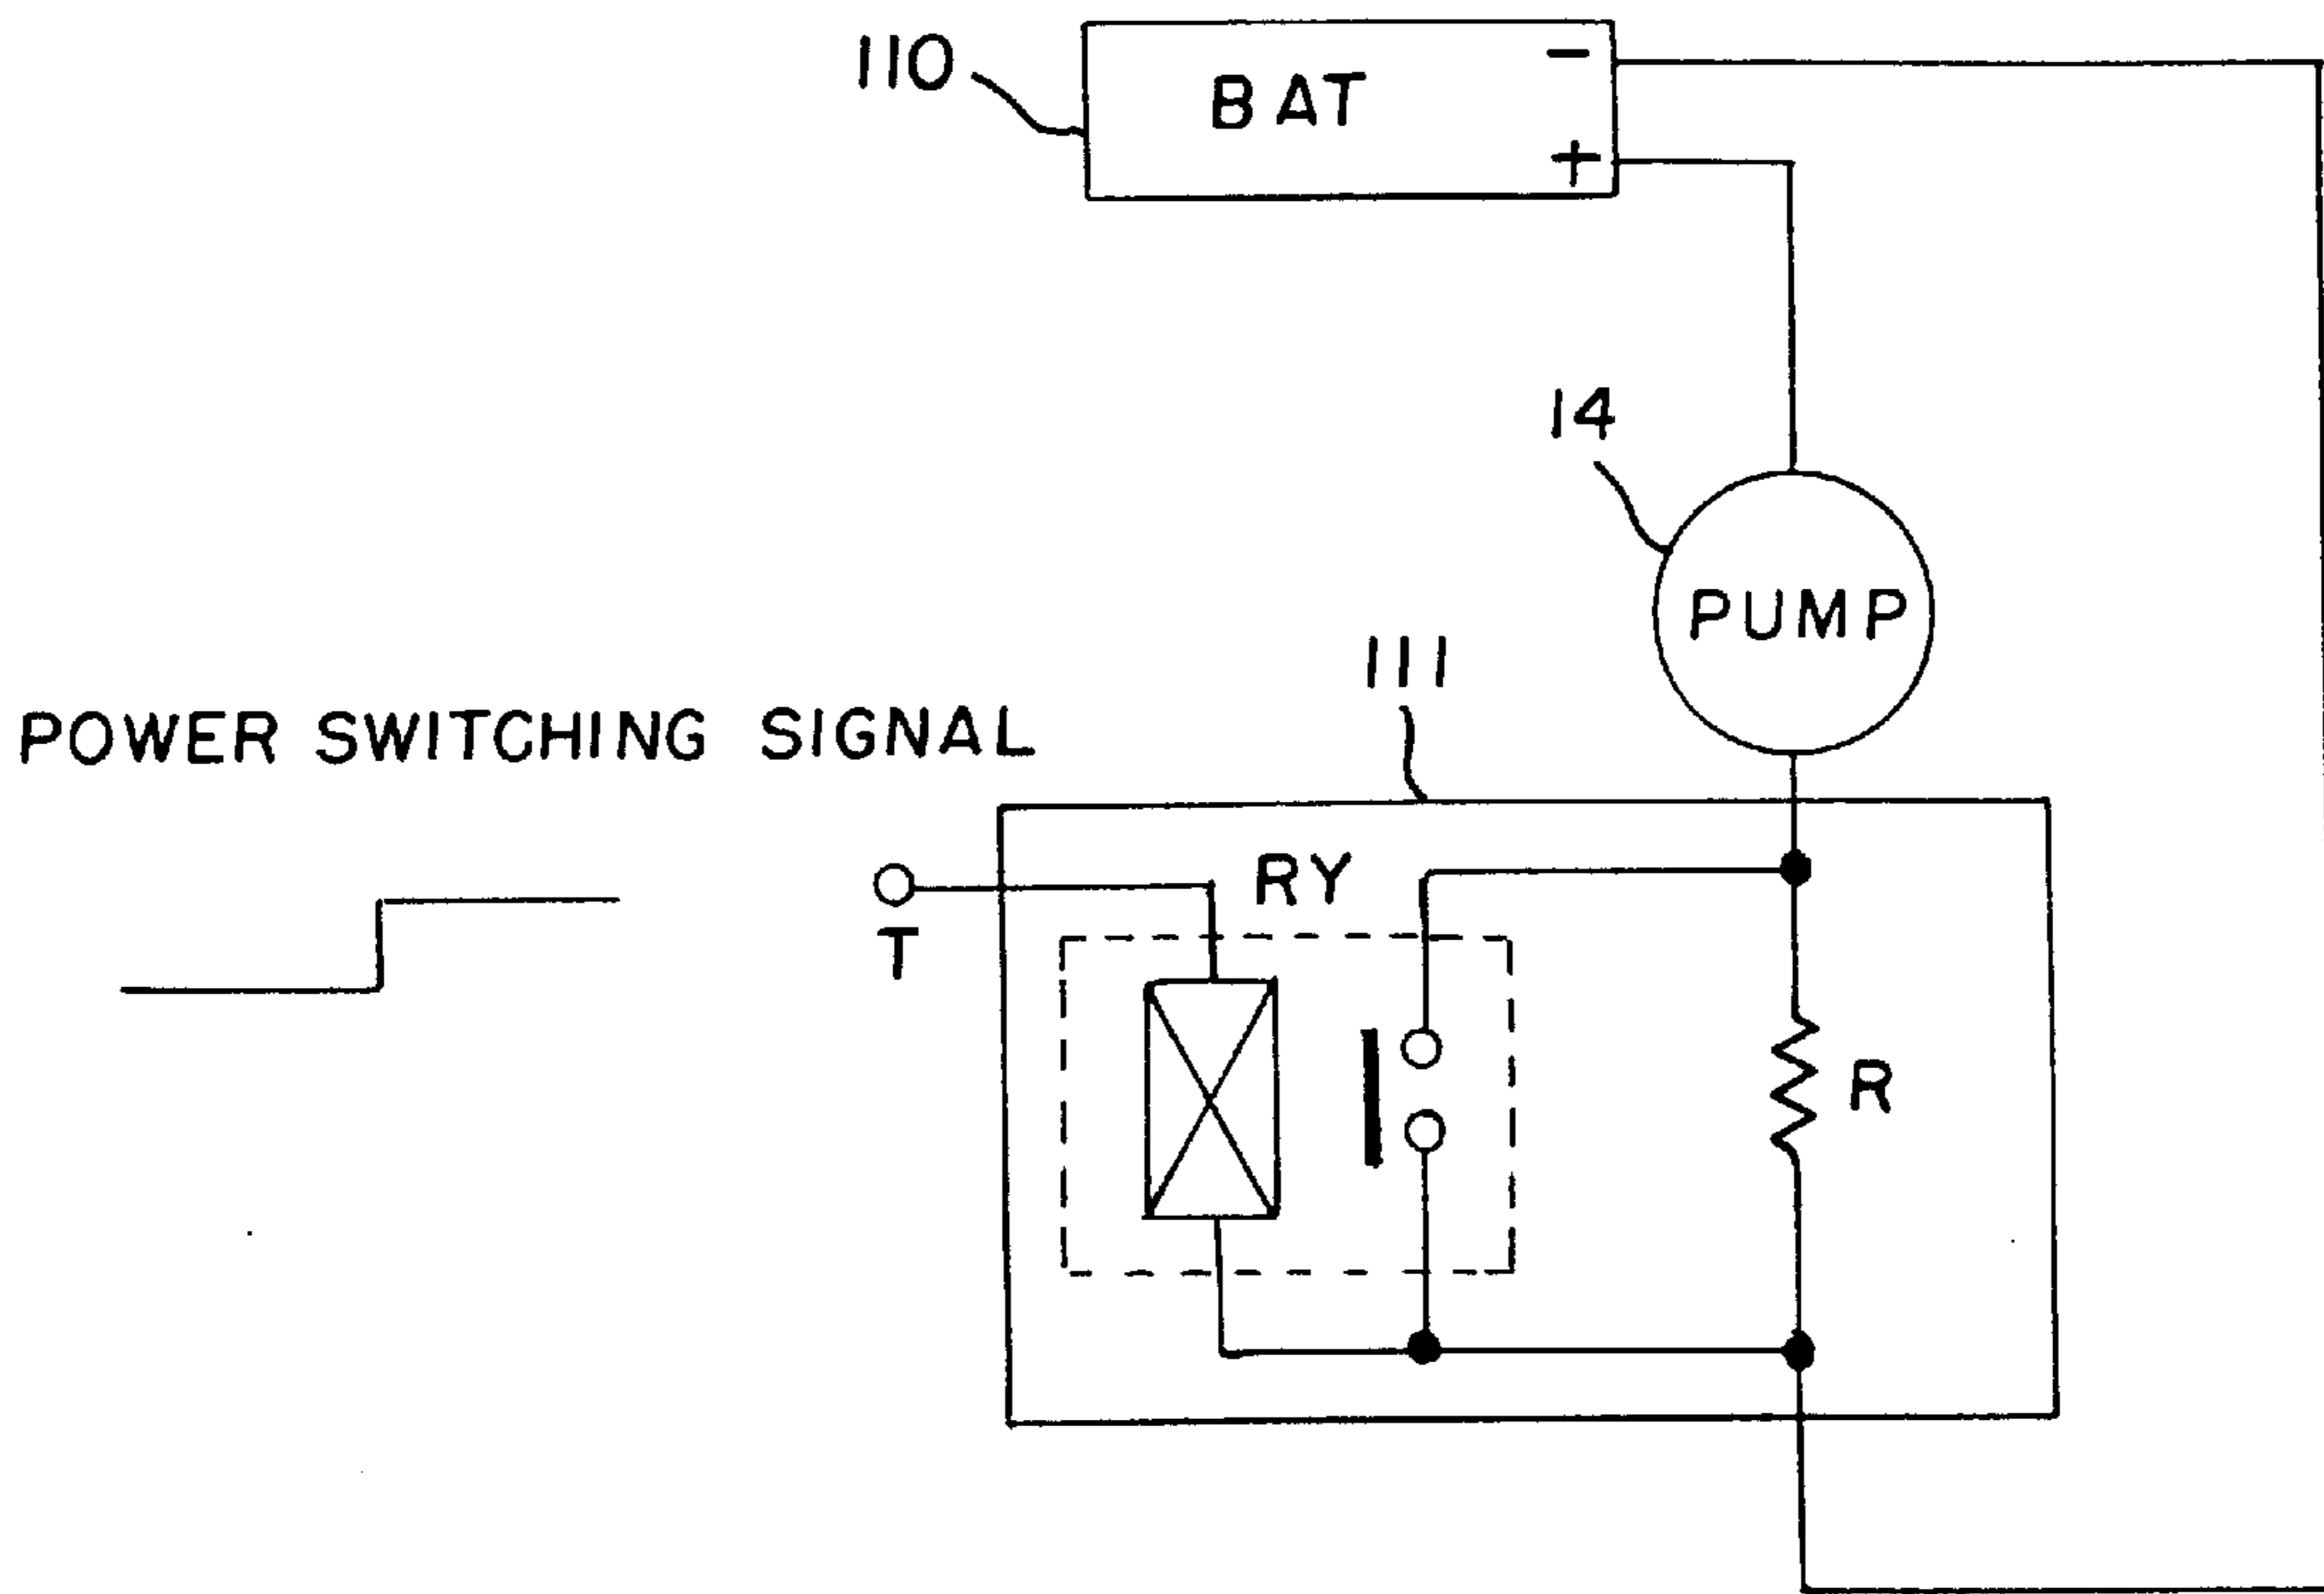 110
BAT
-
+
14
PUMP
111
POWER SWITCHING SIGNAL
RY
T
R